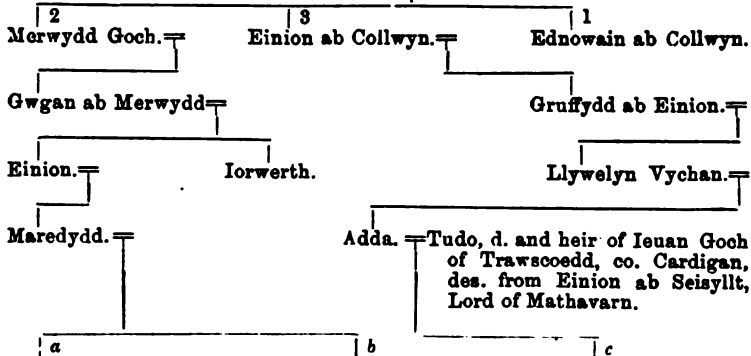 2 3 1
Merwydd Goch. Einion ab Collwyn. Ednowain ab Collwyn.
Gwgan ab Merwydd Gruffydd ab Einion.
Einion. Iorwerth. Llywelyn Vychan.
Maredydd. Adda. Tudo, d. and heir of Ieuan Goch
of Trawscoedd, co. Cardigan,
des. from Einion ab Seisyllt,
Lord of Mathavarn.
a b c